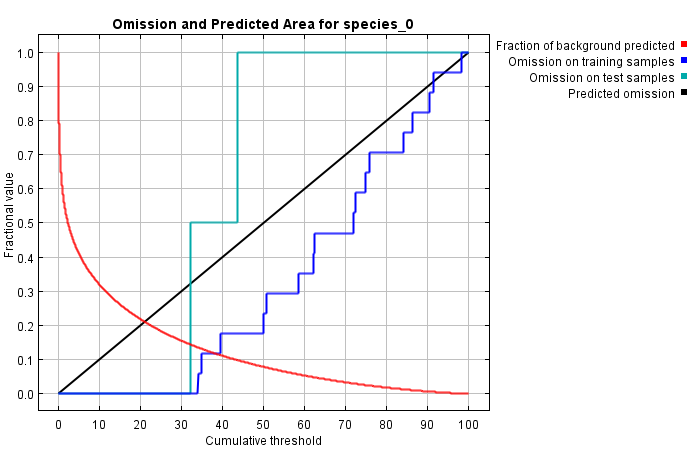 Omission and Predicted Area for species_0
Fraction of background predicted
Omission on training samples
Omission on test samples
Predicted omission
Fractional value
1.0
0.9
0.8
0.7
0.6
0.5
0.4
0.3
0.2
0.1
0.0
0 10 20 30 40 50 60 70 80 90 100
Cumulative threshold